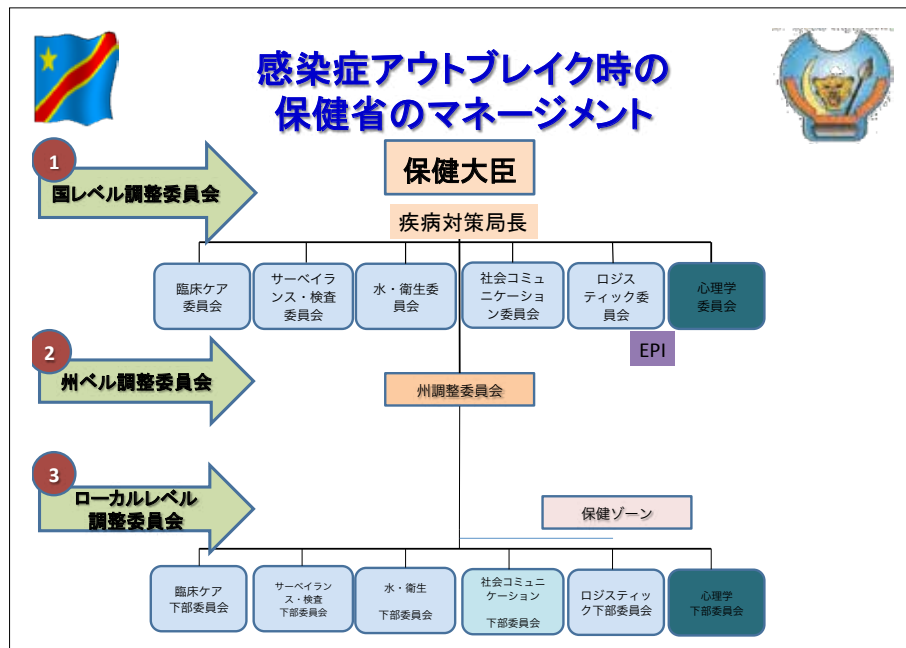 感染症アウトブレイク時の
保健省のマネージメント
1
国レベル調整委員会
保健大臣
疾病対策局長
臨床ケア
委員会
サーベイラ
ンス・検査
委員会
水・衛生委
員会
社会コミュ
ニケーショ
ン委員会
ロジス
ティック委
員会
心理学
委員会
EPI
2
州ベル調整委員会
州調整委員会
3
ローカルレベル
調整委員会
保健ゾーン
臨床ケア
下部委員会
サーベイラン
ス・検査
下部委員会
水・衛生
下部委員会
社会コミュニ
ケーション
下部委員会
ロジスティッ
ク下部委員会
心理学
下部委員会